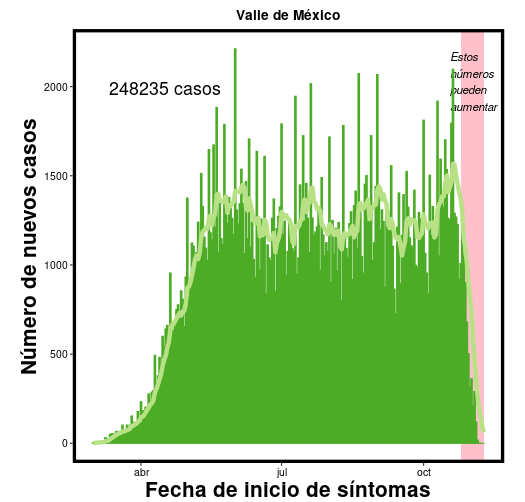 Valle de México
Estos
números
pueden
aumentar
248235 casos
Número de nuevos casos
2000
1500
1000
500
0
abr
jul
oct
Fecha de inicio de síntomas